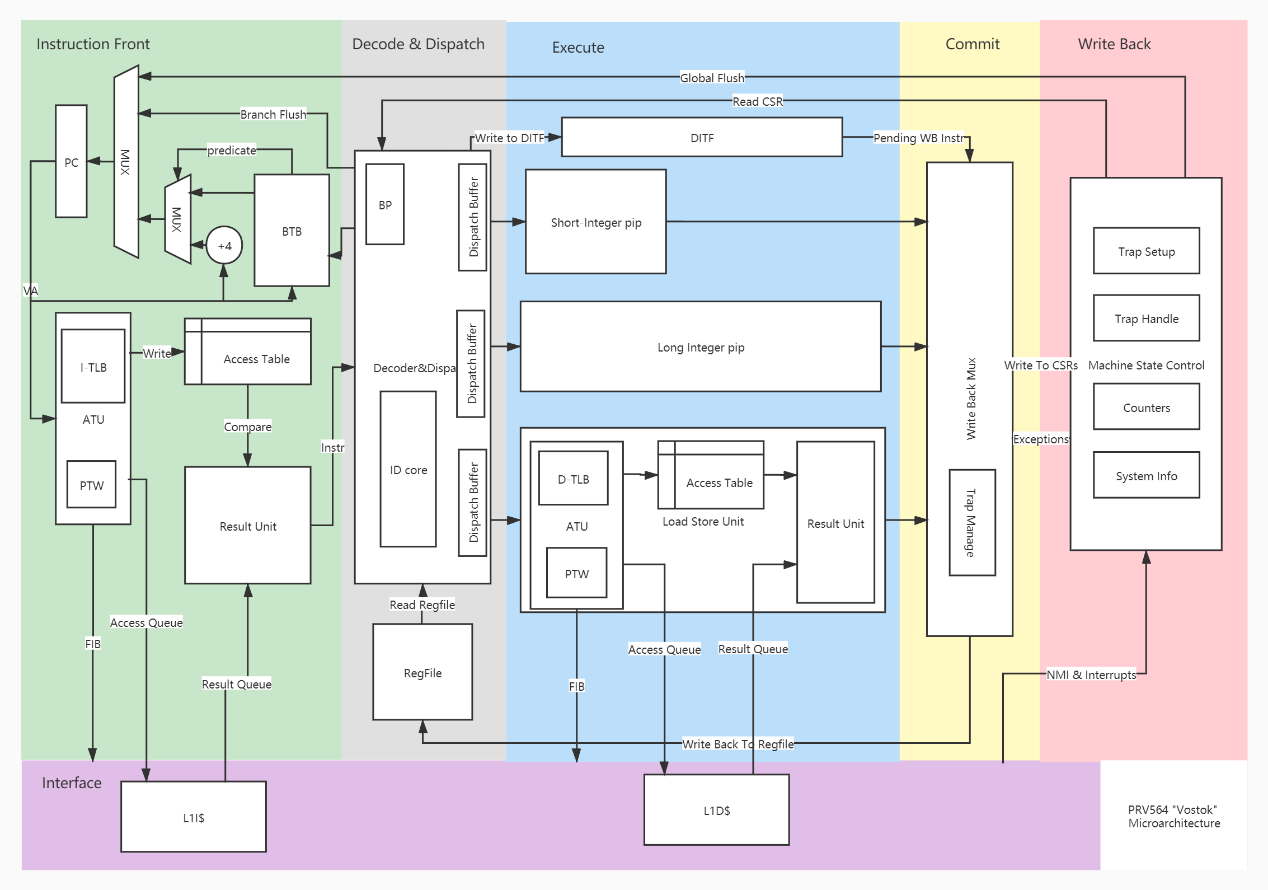 Instruction Front
Decode & Dispatch
Execute
Commit
Write Back
Global Flush
Read CSR
Branch Flush
Write to DITF
DITF
Pending WB Instr
PC
MUX
predicate
MUX
+4
BTB
BP
Dispatch Buffer
Short-Integer pip
Trap Setup
VA
Trap Handle
I-TLB
Write
Access Table
Dispatch Buffer
Long Integer pip
Decoder&Dispa
Write Back Mux
Write To CSRs
Machine State Control
Counters
ATU
Compare
Instr
Exceptions
ID core
PTW
Result Unit
Dispatch Buffer
D-TLB
Access Table
Load Store Unit
ATU
Result Unit
PTW
Trap Manage
System Info
Read Regfile
Access Queue
FIB
Result Queue
RegFile
Access Queue
Result Queue
FIB
NMI & Interrupts
Write Back To Regfile
Interface
L1I$
L1D$
PRV564 "Vostok"
Microarchitecture